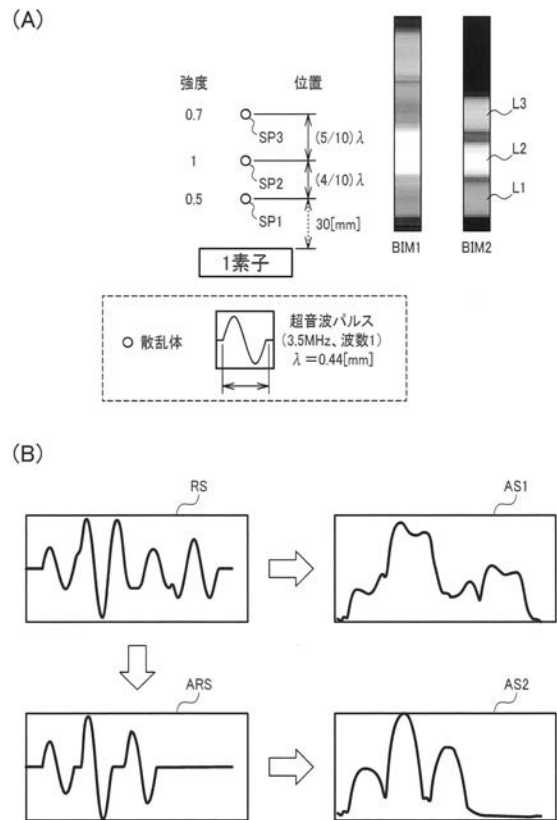 (A)
強度
位置
0.7
SP3
(5/10)λ
1
SP2
(4/10)λ
0.5
SP1
30[mm]
1素子
BIM1
BIM2
L3
L2
L1
散乱体
超音波パルス
(3.5MHz、波数1)
λ=0.44[mm]
(B)
RS
AS1
ARS
AS2